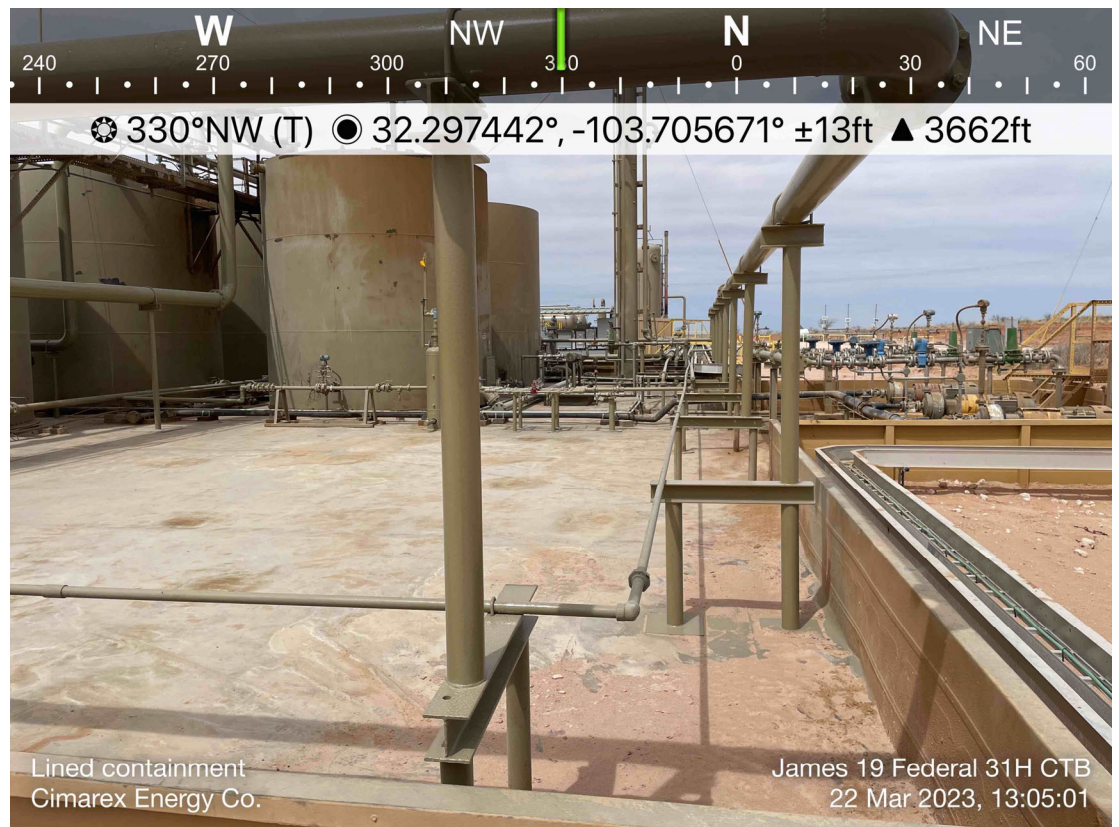 W NW N NE
240 270 300 330 0 30 60
330°NW (T) 32.297442°, -103.705671° ±13ft ▲ 3662ft
Lined containment
Cimarex Energy Co.
James 19 Federal 31H CTB
22 Mar 2023, 13:05:01